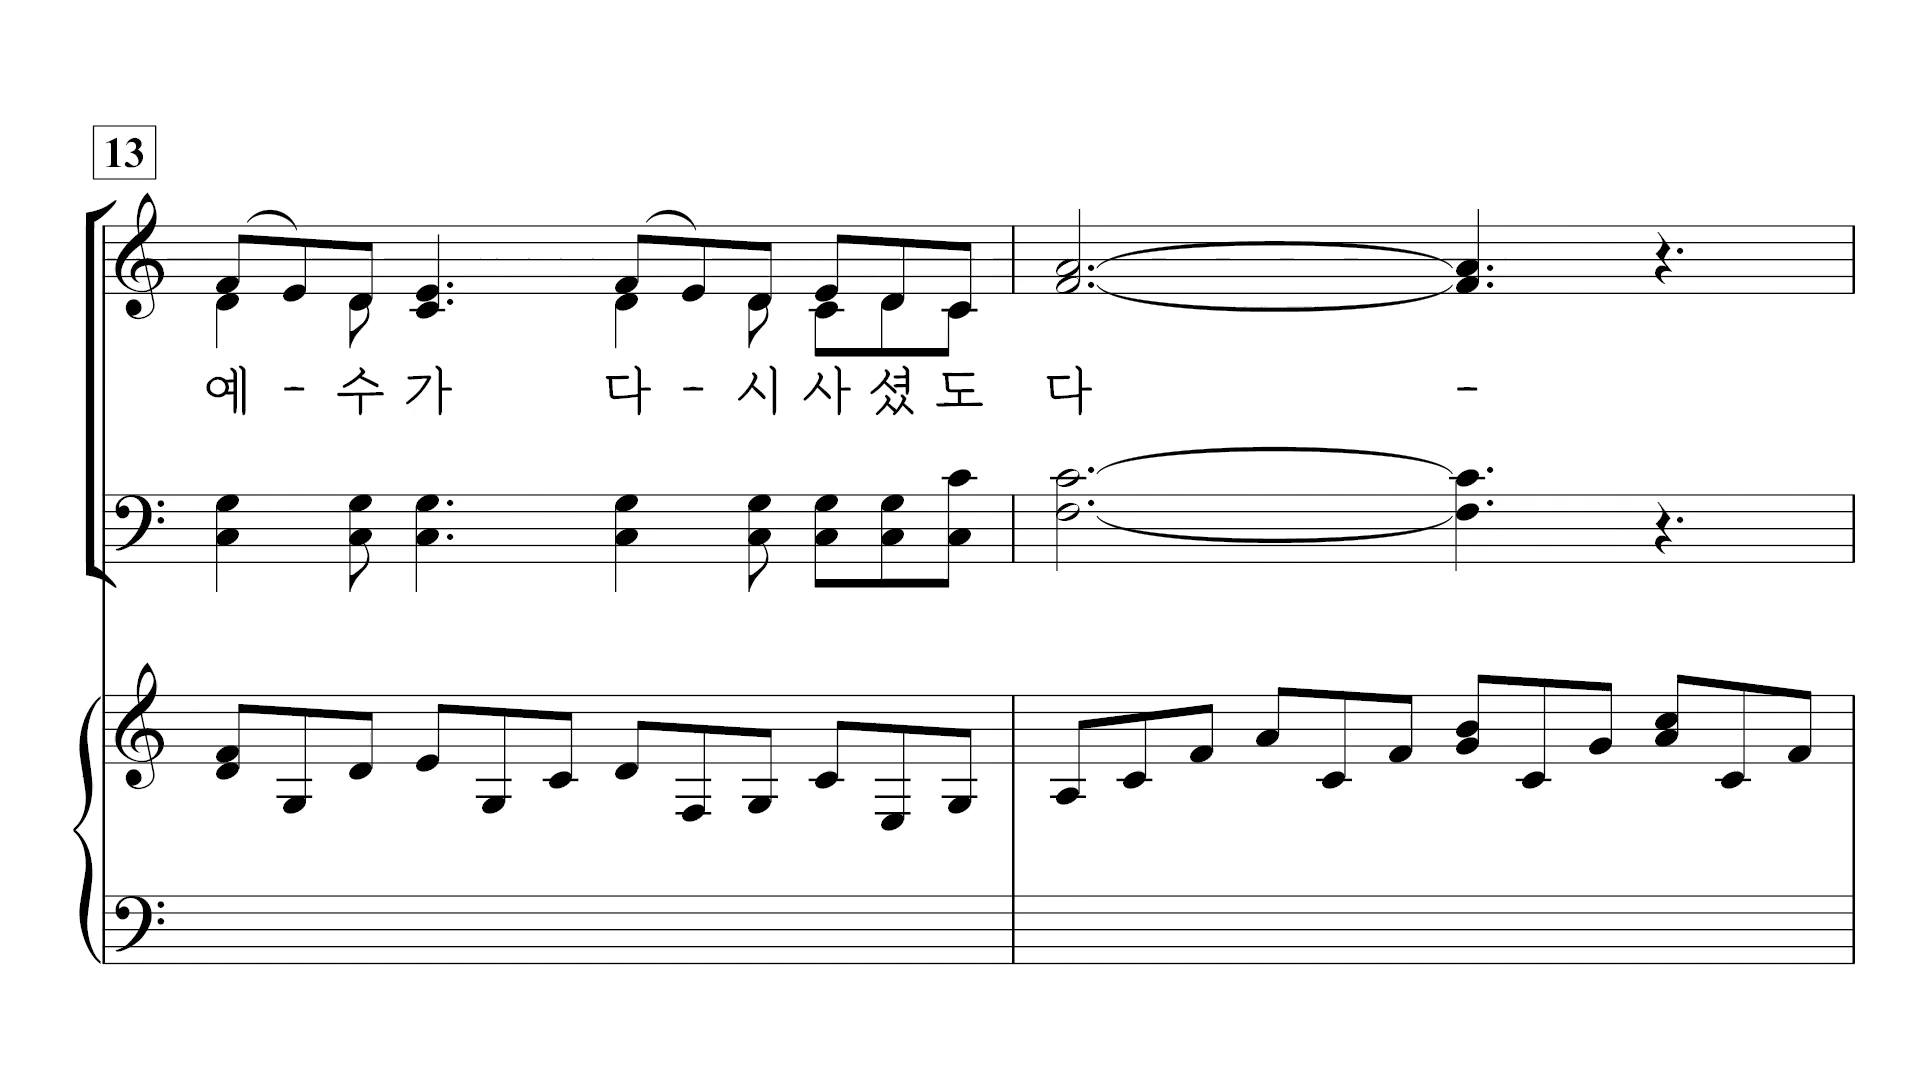 13
예 - 수 가 다 - 시 사 셨 도 다 -